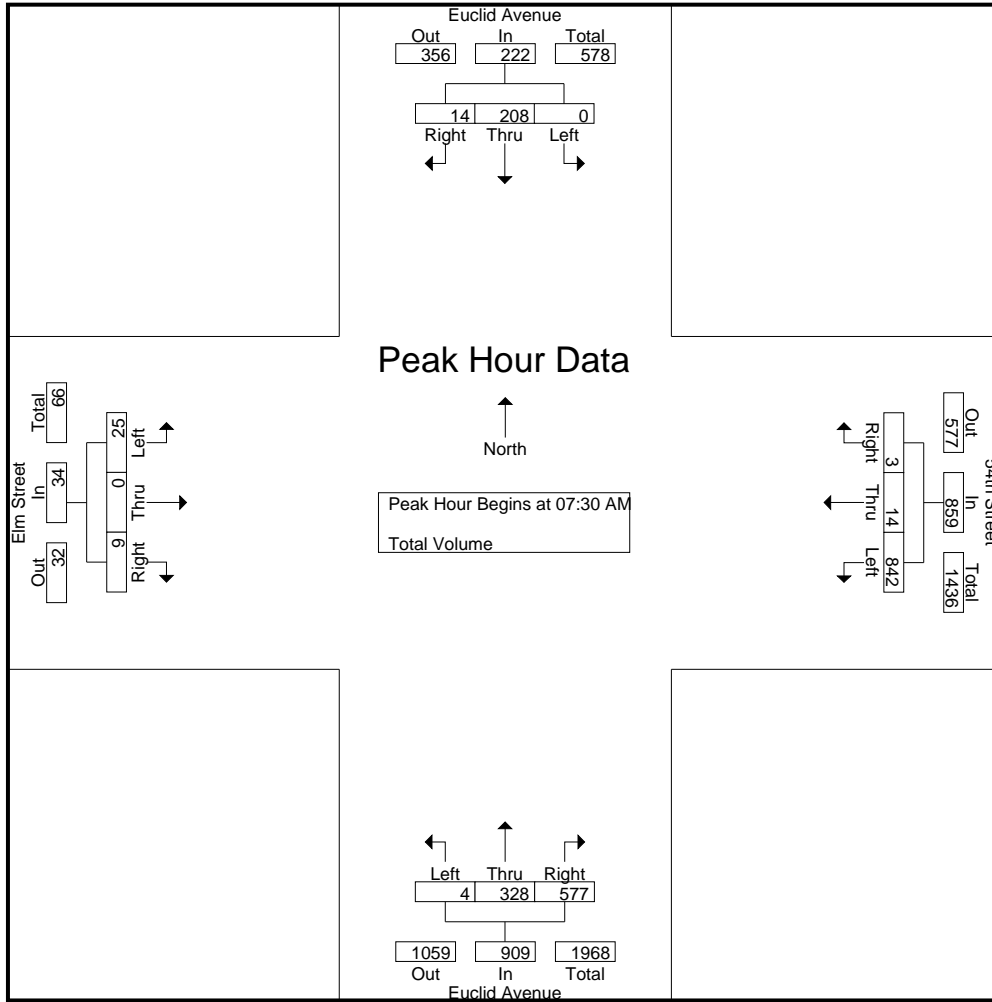 Euclid Avenue
Out In Total
356 222 578
14 208 0
Right Thru Left
Peak Hour Data
North
Peak Hour Begins at 07:30 AM
Total Volume
Elm Street
Total In Out
66 34 32
25 0 9
Left Thru Right
54th Street
Out In Total
577 859 1436
3 14 842
Right Thru Left
Left Thru Right
4 328 577
1059 909 1968
Out In Total
Euclid Avenue